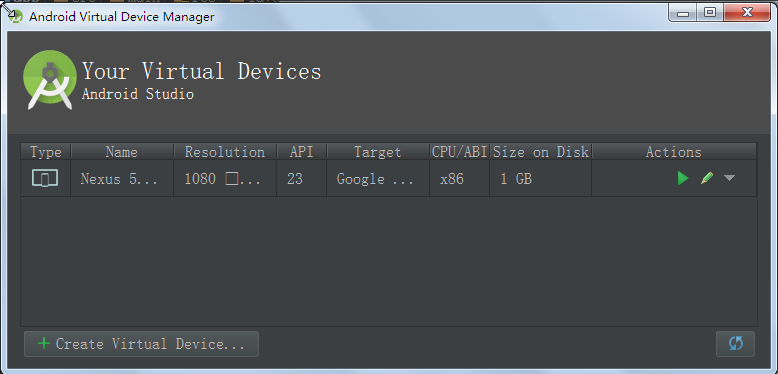 Android Virtual Device Manager
Your Virtual Devices
Android Studio
Type Name Resolution API Target CPU/ABI Size on Disk Actions
Nexus 5... 1080 □... 23 Google ... x86 1 GB
Create Virtual Device...